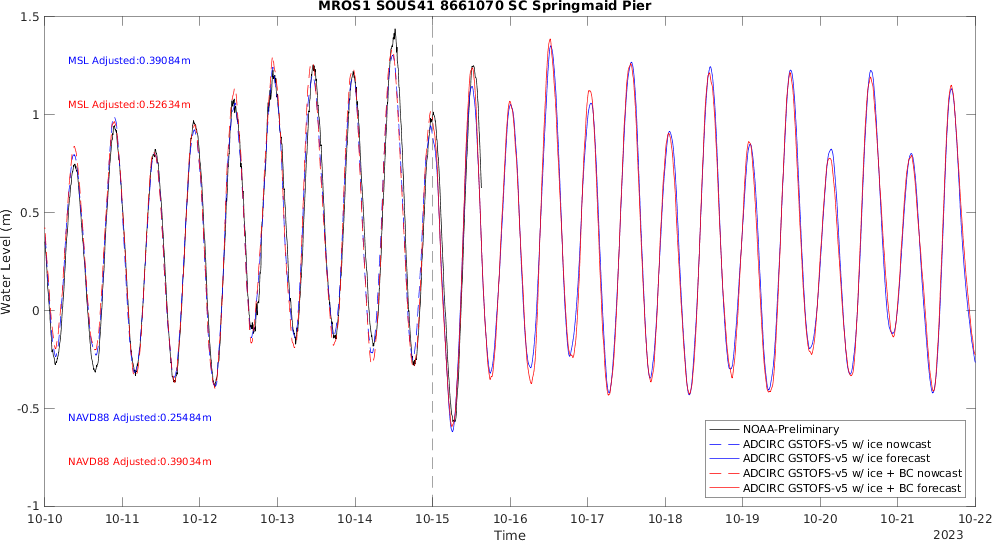 MROS1 SOUS41 8661070 SC Springmaid Pier
1.5
1
0.5
0
-0.5
-1
Water Level (m)
MSL Adjusted:0.39084m
MSL Adjusted:0.52634m
NAVD88 Adjusted:0.25484m
NAVD88 Adjusted:0.39034m
NOAA-Preliminary
ADCIRC GSTOFS-v5 w/ ice nowcast
ADCIRC GSTOFS-v5 w/ ice forecast
ADCIRC GSTOFS-v5 w/ ice + BC nowcast
ADCIRC GSTOFS-v5 w/ ice + BC forecast
10-10 10-11 10-12 10-13 10-14 10-15 10-16 10-17 10-18 10-19 10-20 10-21 10-22
Time
2023